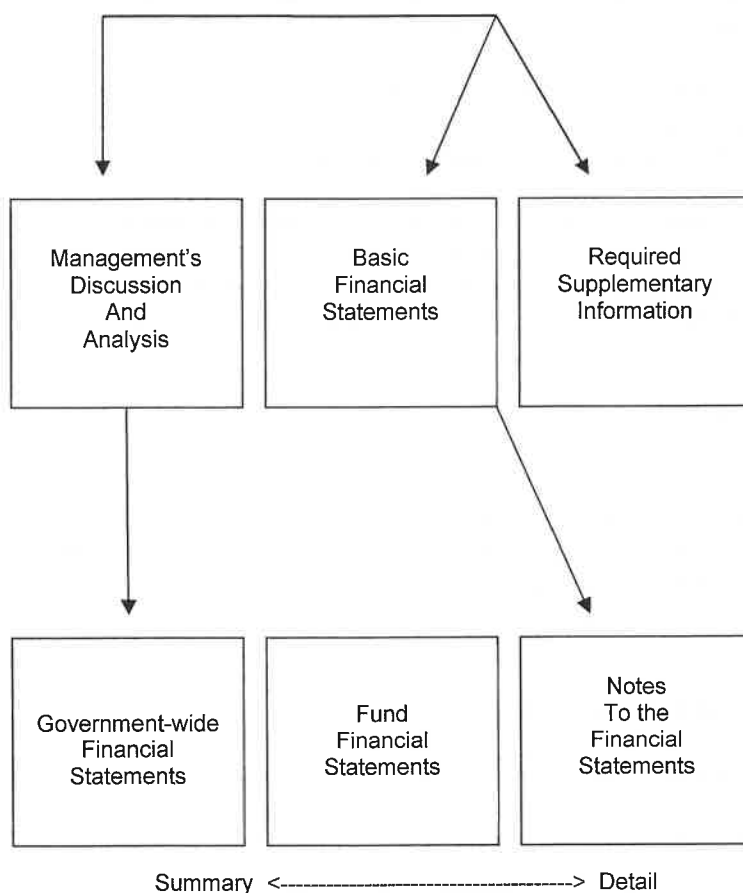 Management's
Discussion
And
Analysis
Basic
Financial
Statements
Required
Supplementary
Information
Government-wide
Financial
Statements
Fund
Financial
Statements
Notes
To the
Financial
Statements
Summary <----------------------------> Detail